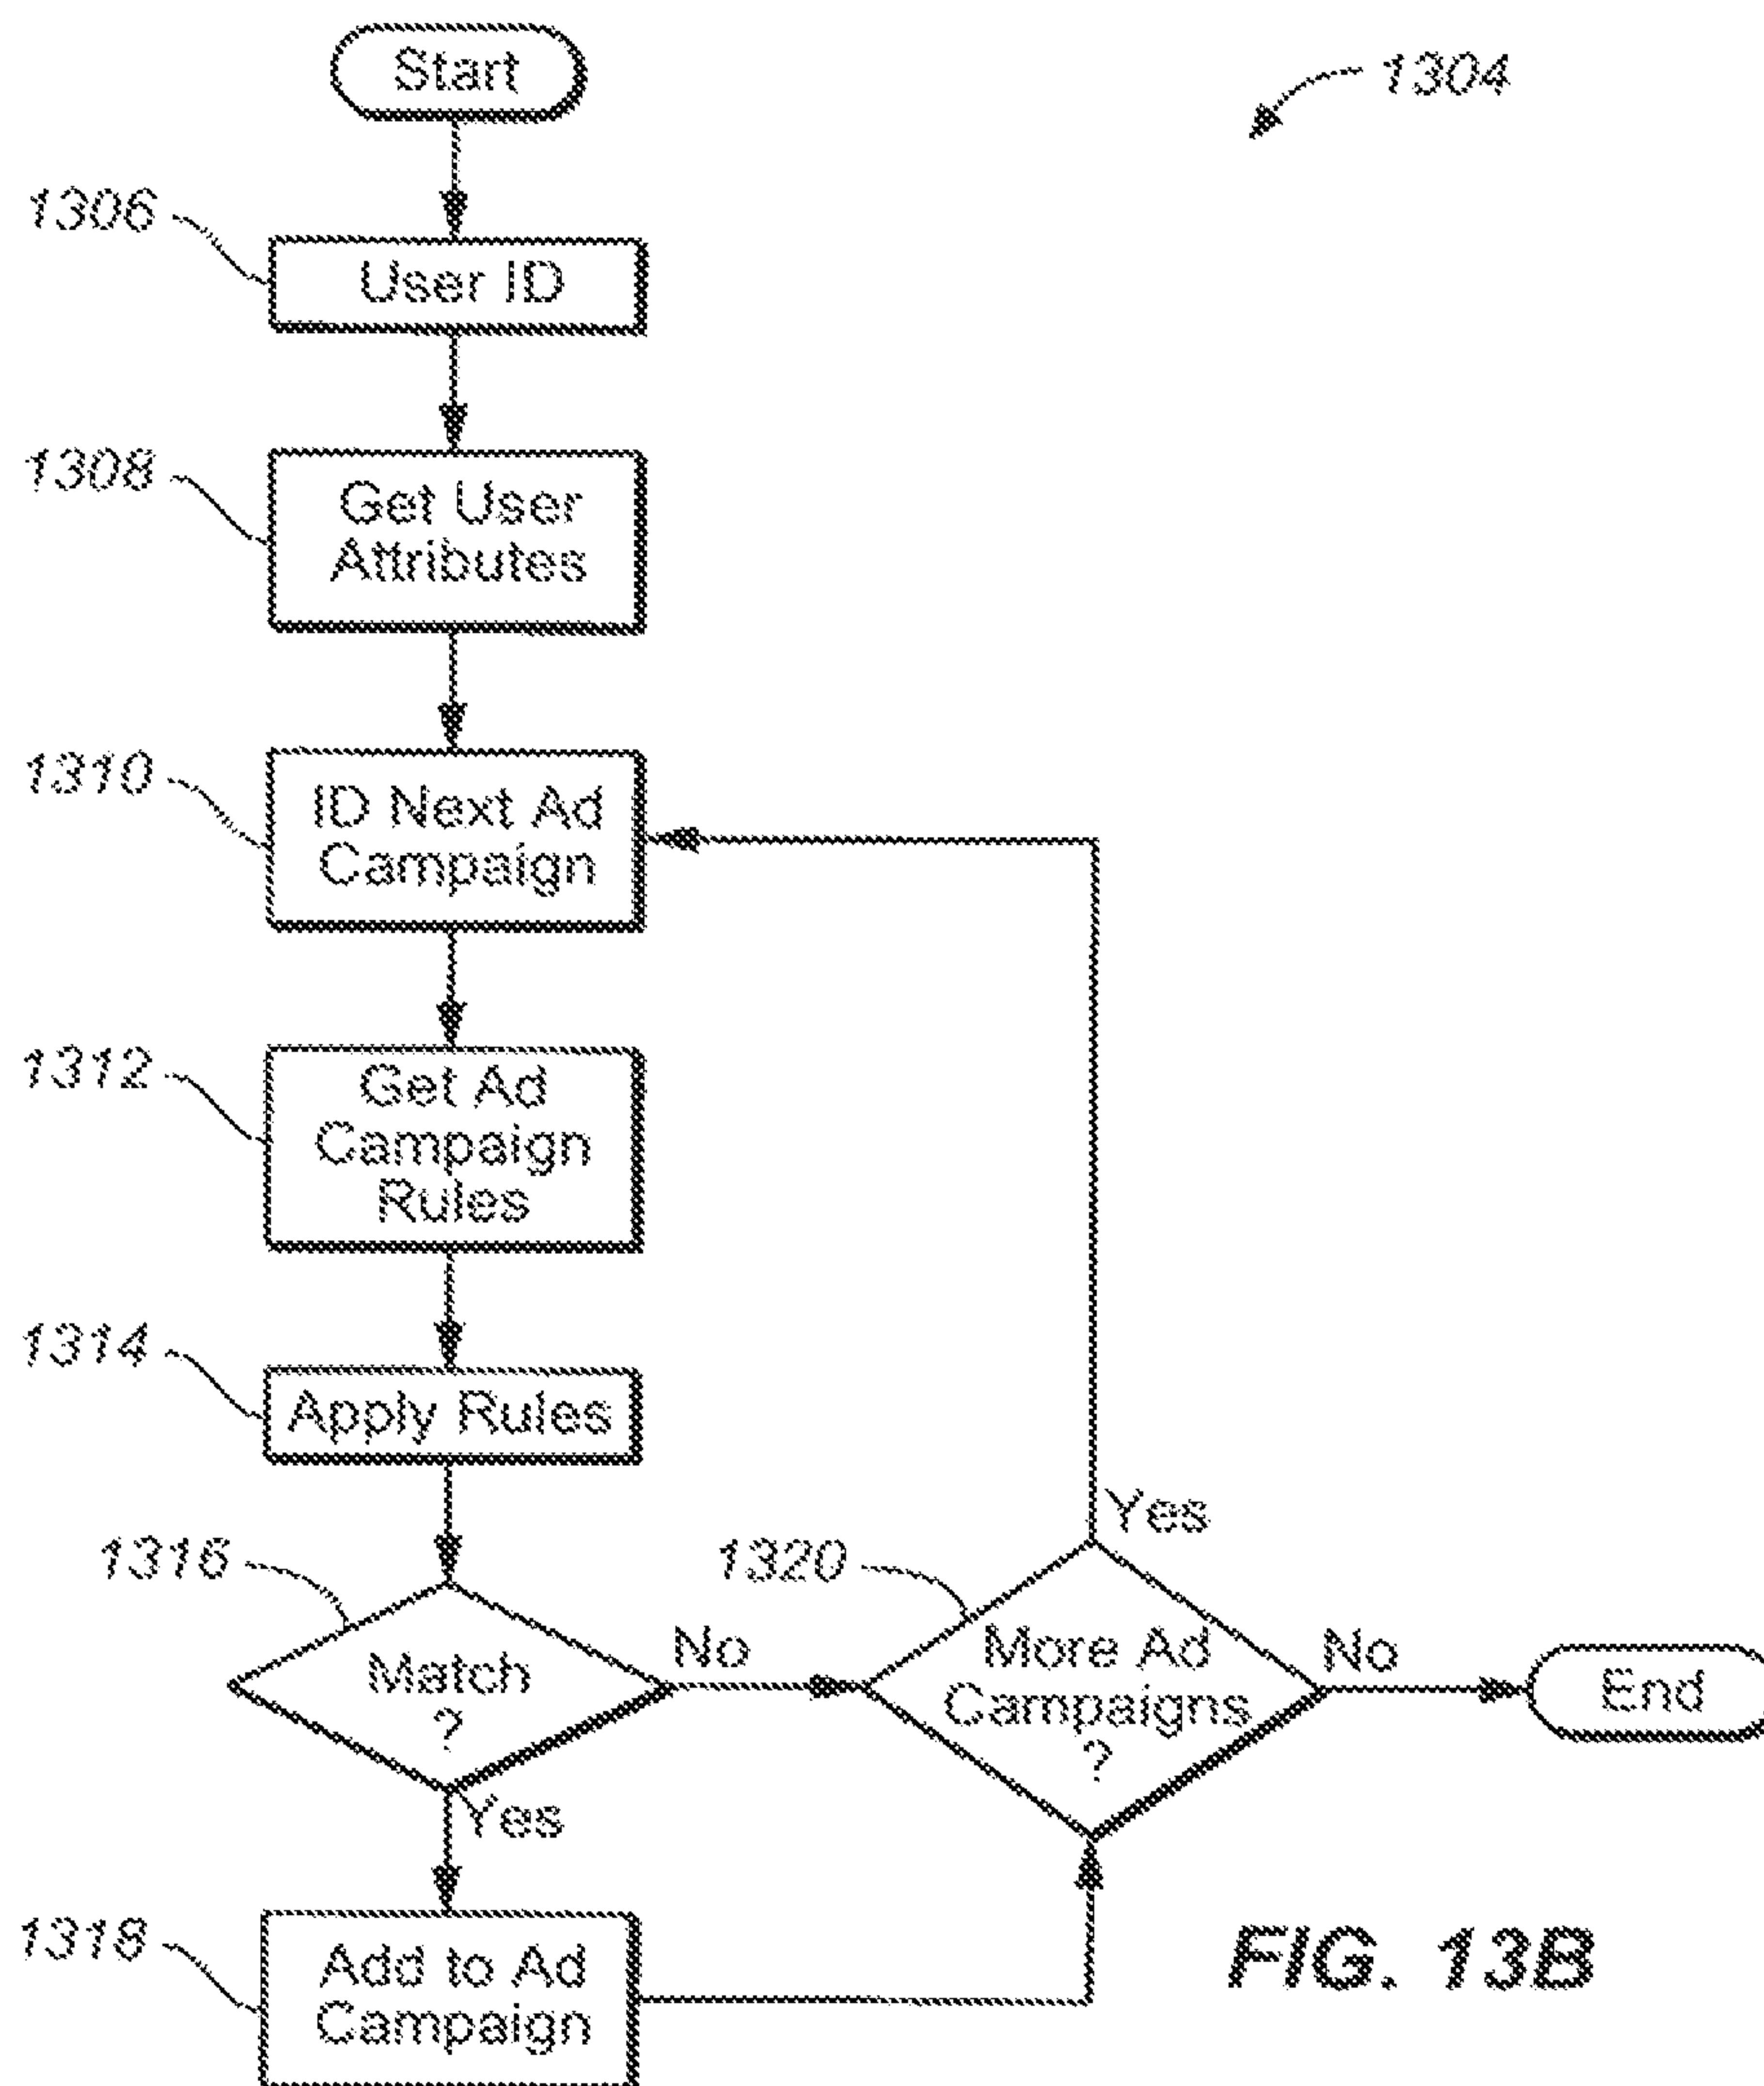 Start
1304
1306
User ID
1308
Get User
Attributes
1310
ID Next Ad
Campaign
1312
Get Ad
Campaign
Rules
1314
Apply Rules
1316
Match
?
No
Yes
1320
More Ad
Campaigns
?
Yes
No
End
1318
Add to Ad
Campaign
FIG. 13B